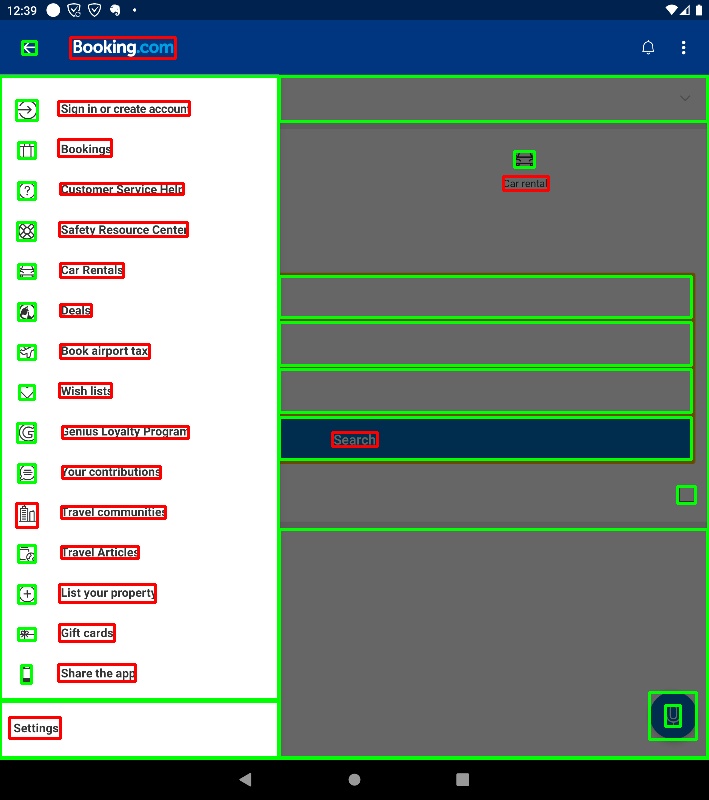 12:39
Booking.com
Sign in or create account
Bookings
Car rental
Customer Service Help
Safety Resource Center
Car Rentals
Deals
Book airport tax
Wish lists
Genius Loyalty Program
Search
Your contributions
Travel communities
Travel Articles
List your property
Gift cards
Share the app
Settings